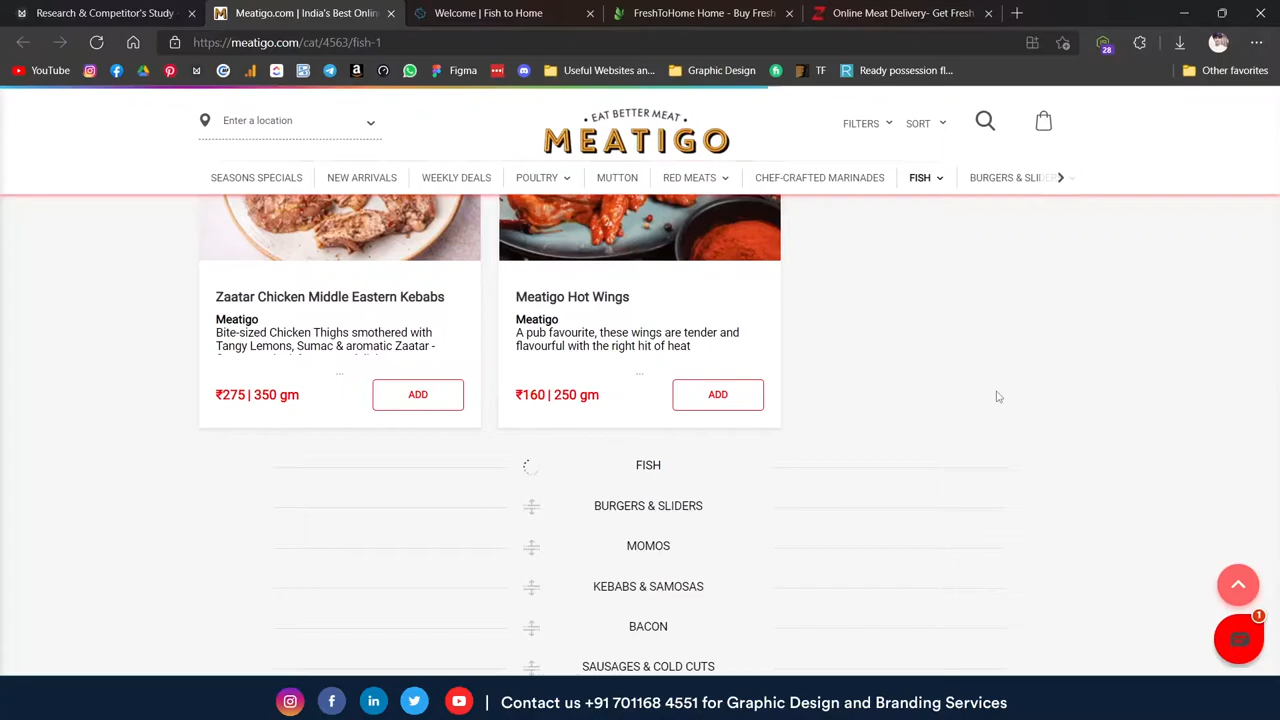 Research & Competitor's Study -
Meatigo.com | India's Best Onlin
Welcome | Fish to Home
FreshToHome Home - Buy Fresh
Online Meat Delivery- Get Fresh
https://meatigo.com/cat/4563/fish-1
28
YouTube
Figma
Useful Websites an...
Graphic Design
TF
Ready possession fl...
Other favorites
Enter a location
• EAT BETTER MEAT •
MEATIGO
FILTERS
SORT
SEASONS SPECIALS
NEW ARRIVALS
WEEKLY DEALS
POULTRY
MUTTON
RED MEATS
CHEF-CRAFTED MARINADES
FISH
BURGERS & SLIDER
Zaatar Chicken Middle Eastern Kebabs
Meatigo
Bite-sized Chicken Thighs smothered with
Tangy Lemons, Sumac & aromatic Zaatar -
...
₹275 | 350 gm
ADD
Meatigo Hot Wings
Meatigo
A pub favourite, these wings are tender and
flavourful with the right hit of heat
...
₹160 | 250 gm
ADD
FISH
BURGERS & SLIDERS
MOMOS
KEBABS & SAMOSAS
BACON
SAUSAGES & COLD CUTS
1
| Contact us +91 701168 4551 for Graphic Design and Branding Services